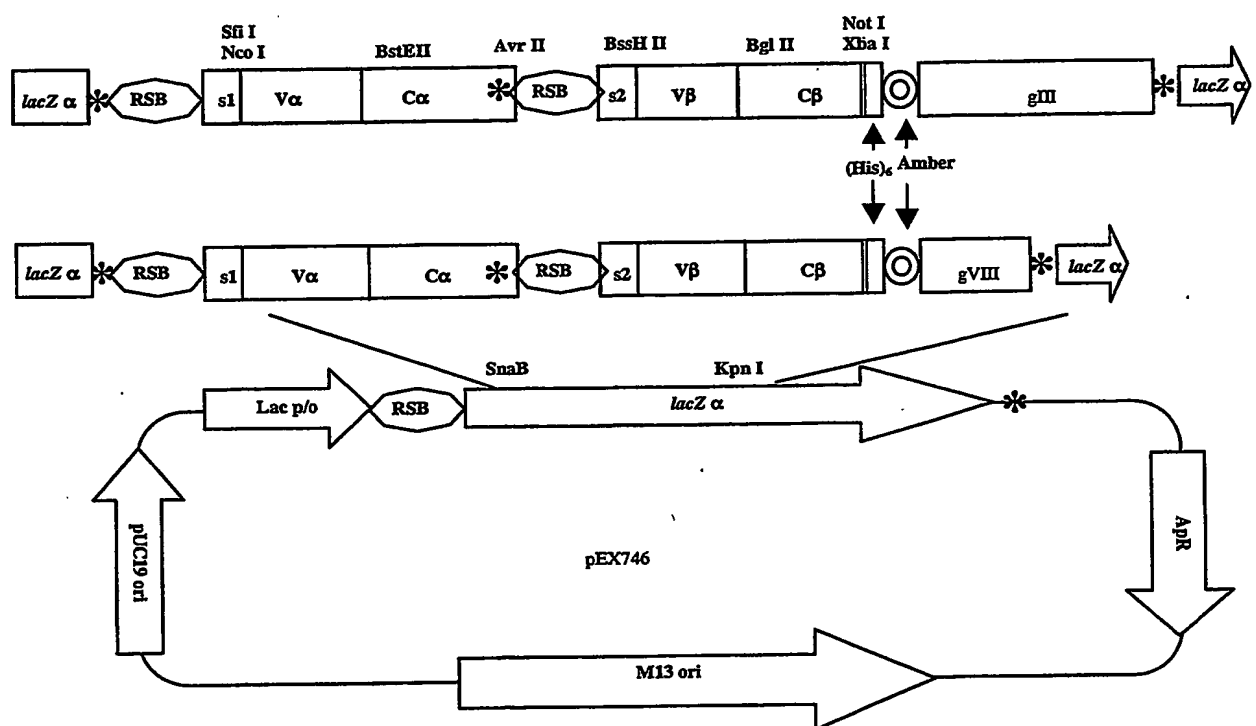 Sfi I
Nco I
BstEII
Avr II
BssH II
Bgl II
Not I
Xba I
lacZ α * RSB s1 Vα Cα * RSB s2 Vβ Cβ gIII * lacZ α
(His)₆ Amber
lacZ α * RSB s1 Vα Cα * RSB s2 Vβ Cβ gVIII * lacZ α
SnaB
Kpn I
Lac p/o RSB lacZ α *
pUC19 ori
ApR
pEX746
M13 ori